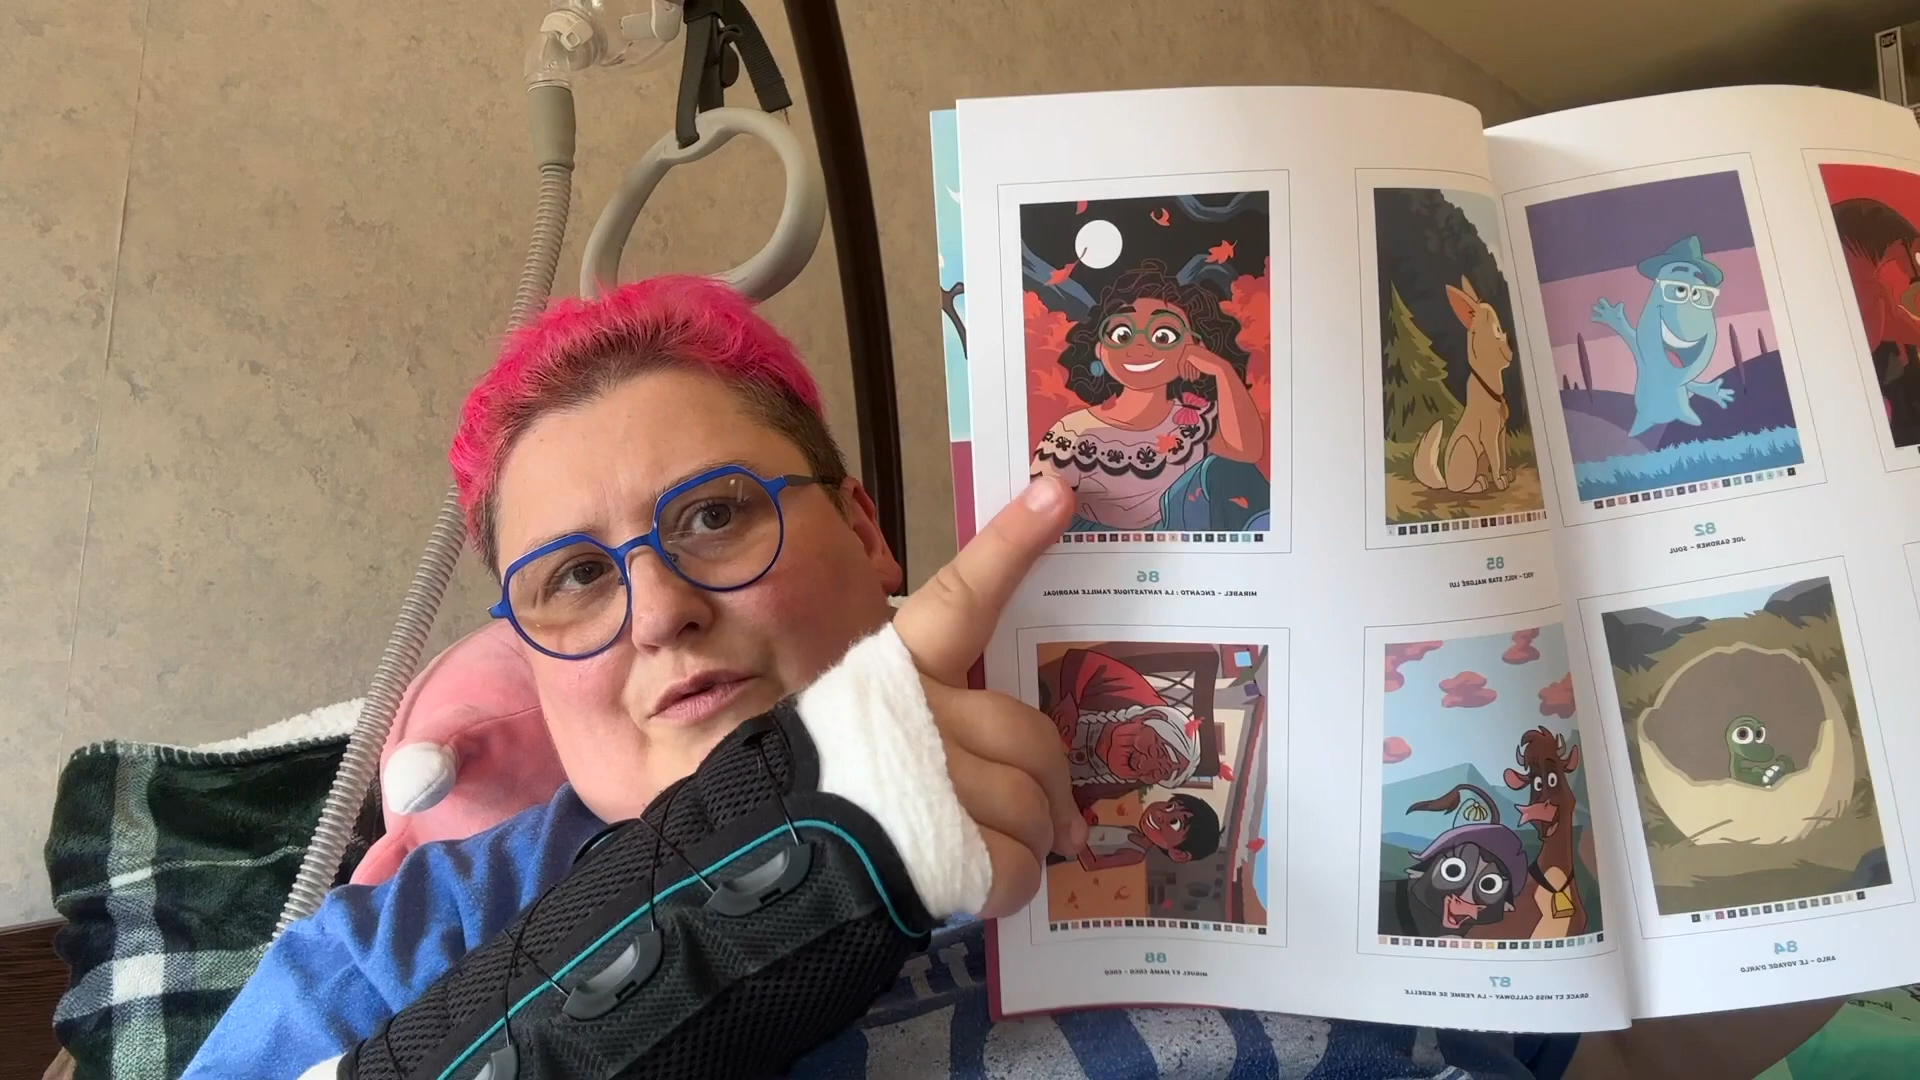 86
MIRABEL - ENCANTO : LA FANTASTIQUE FAMILLE MADRIGAL
85
VOLT - VOLT, STAR MALGRÉ LUI
82
JOE GARDNER - SOUL
88
MIGUEL ET MAMÁ COCO - COCO
87
GRACE ET MISS CALLOWAY - LA FERME SE REBELLE
84
ARLO - LE VOYAGE D'ARLO